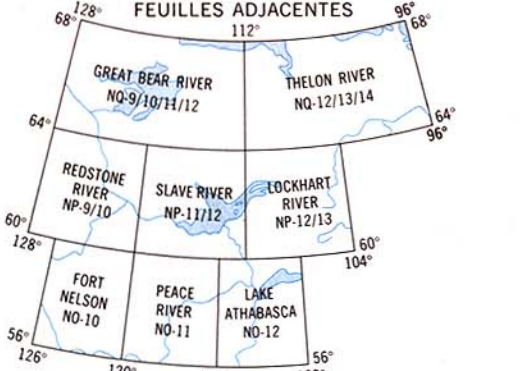 FEUILLES ADJACENTES
128°
112°
96°
68°
68°
GREAT BEAR RIVER
NQ-9/10/11/12
THELON RIVER
NQ-12/13/14
64°
64°
96°
REDSTONE
RIVER
NP-9/10
SLAVE RIVER
NP-11/12
LOCKHART
RIVER
NP-12/13
60°
128°
60°
104°
FORT
NELSON
NO-10
PEACE
RIVER
NO-11
LAKE
ATHABASCA
NO-12
56°
126°
56°